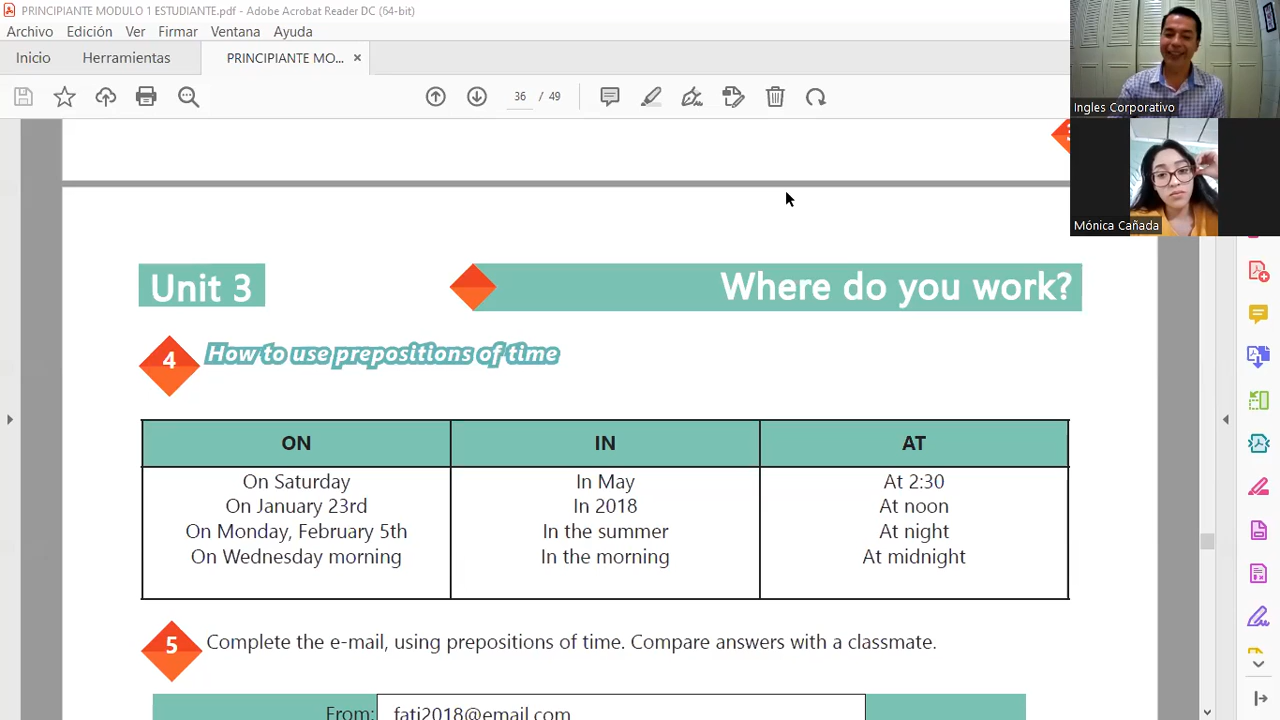 PRINCIPIANTE MODULO 1 ESTUDIANTE.pdf - Adobe Acrobat Reader DC (64-bit)
Archivo Edición Ver Firmar Ventana Ayuda
Inicio Herramientas PRINCIPIANTE MO... ×
36 / 49
Ingles Corporativo
Mónica Cañada
Unit 3
Where do you work?
4 How to use prepositions of time
ON IN AT
On Saturday In May At 2:30
On January 23rd In 2018 At noon
On Monday, February 5th In the summer At night
On Wednesday morning In the morning At midnight
5 Complete the e-mail, using prepositions of time. Compare answers with a classmate.
From: fati2018@email.com